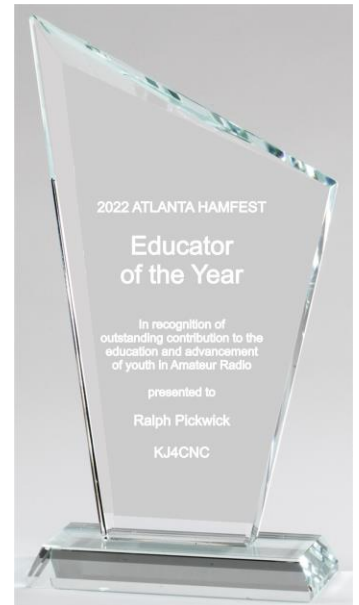 2022 ATLANTA HAMFEST
Educator
of the Year
In recognition of
outstanding contribution to the
education and advancement
of youth in Amateur Radio
presented to
Ralph Pickwick
KJ4CNC